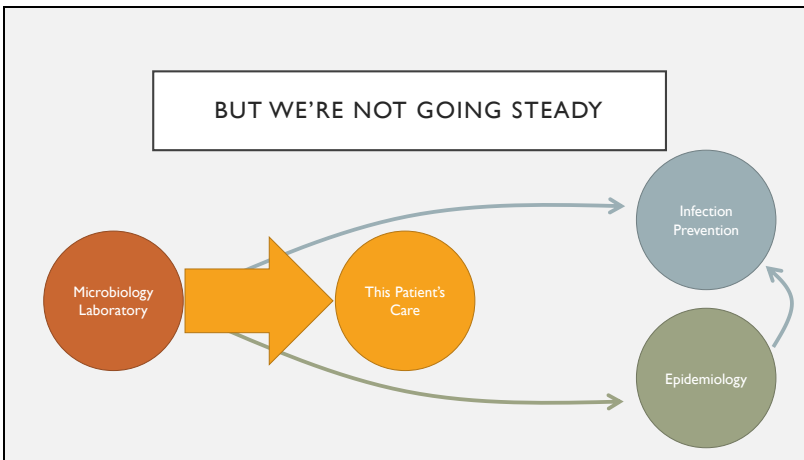 BUT WE'RE NOT GOING STEADY
Infection
Prevention
Microbiology
Laboratory
This Patient's
Care
Epidemiology